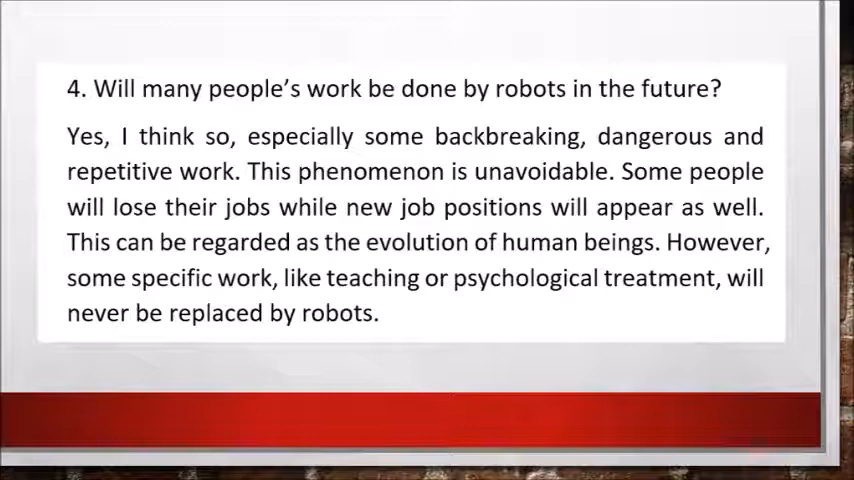 4. Will many people's work be done by robots in the future?
Yes, I think so, especially some backbreaking, dangerous and
repetitive work. This phenomenon is unavoidable. Some people
will lose their jobs while new job positions will appear as well.
This can be regarded as the evolution of human beings. However,
some specific work, like teaching or psychological treatment, will
never be replaced by robots.